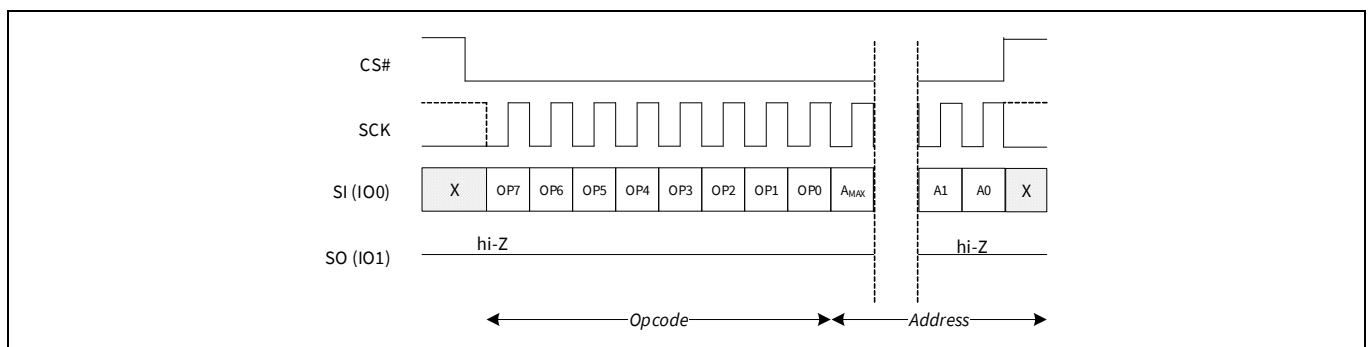 CS#
SCK
SI (IO0) X OP7 OP6 OP5 OP4 OP3 OP2 OP1 OP0 AMAX A1 A0 X
hi-Z hi-Z
SO (IO1)
Opcode Address